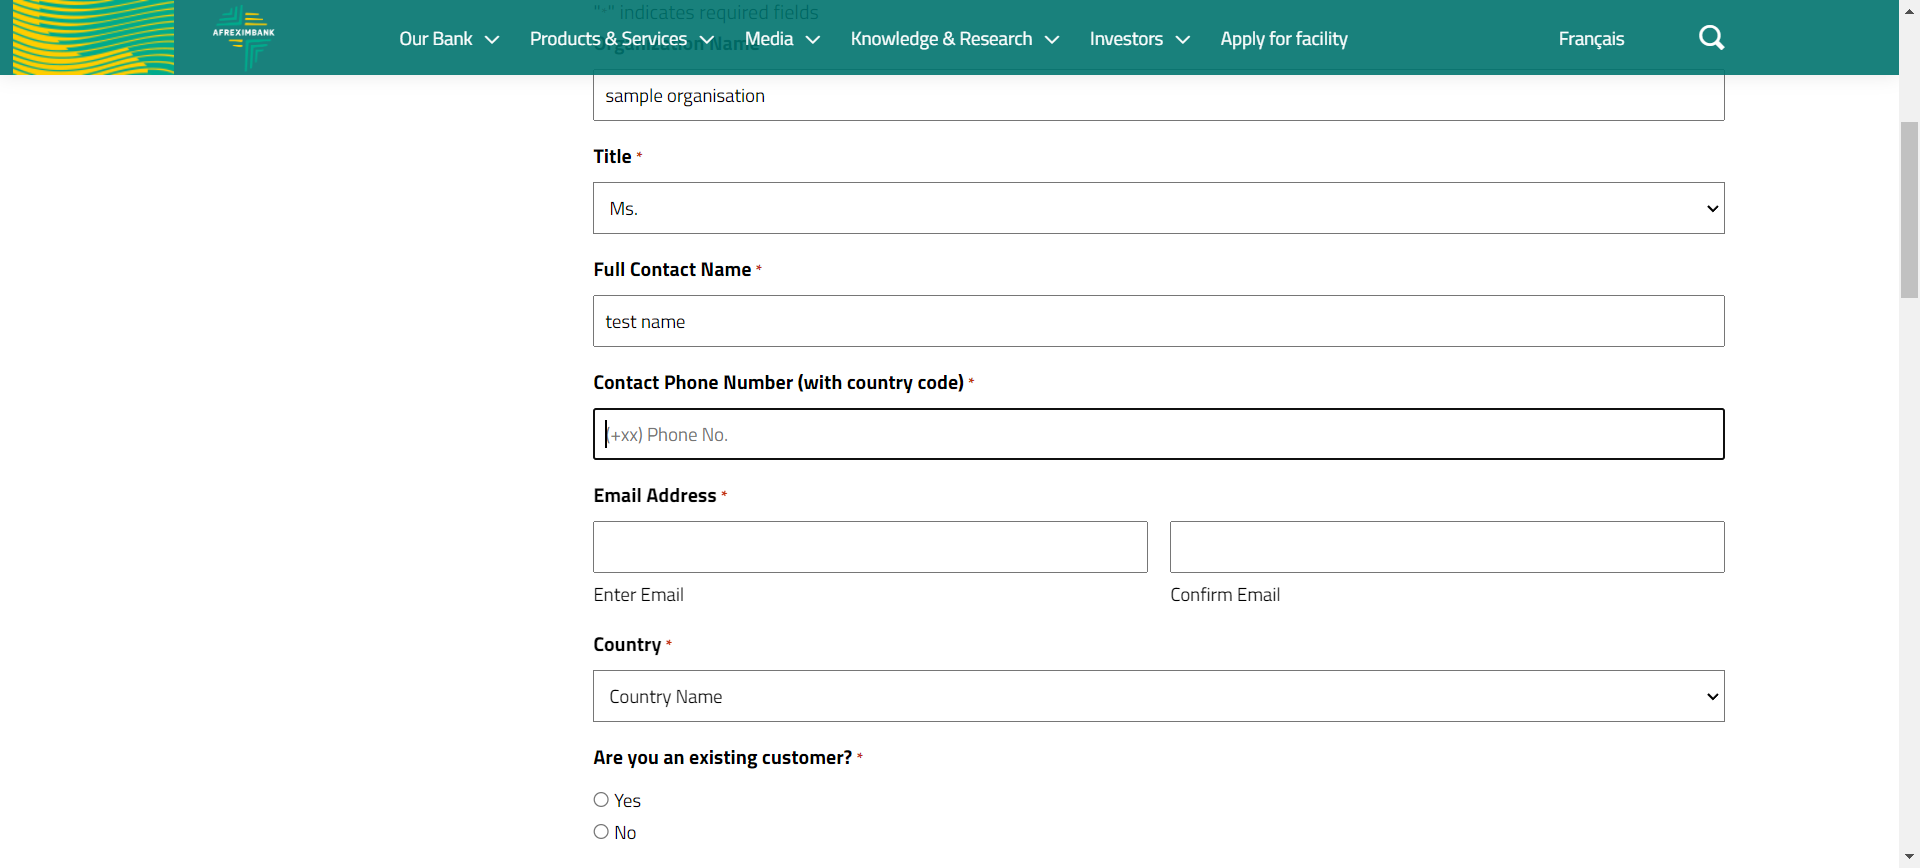 "*" indicates required fields
AFREXIMBANK
Our Bank Products & Services Media Knowledge & Research Investors Apply for facility Français
Organization Name
sample organisation
Title *
Ms.
Full Contact Name *
test name
Contact Phone Number (with country code) *
(+xx) Phone No.
Email Address *
Enter Email Confirm Email
Country *
Country Name
Are you an existing customer? *
Yes
No